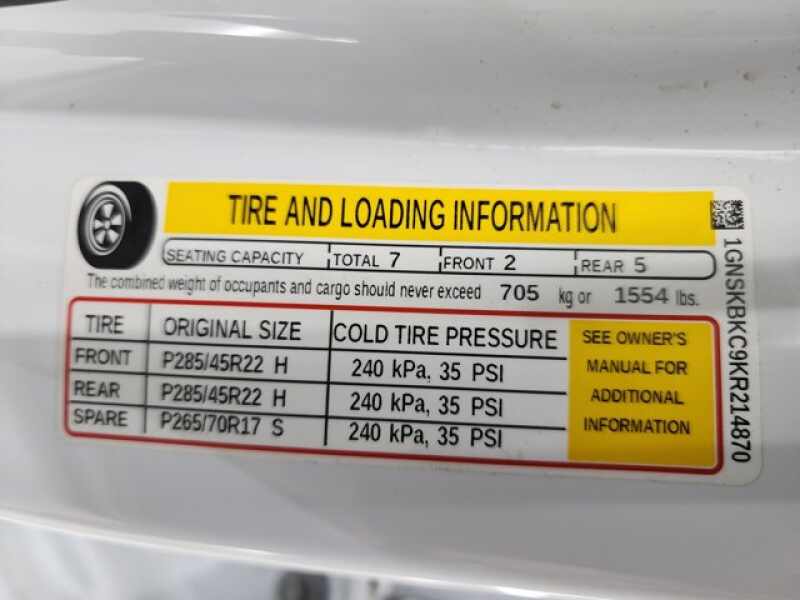 TIRE AND LOADING INFORMATION
SEATING CAPACITY TOTAL 7 FRONT 2 REAR 5
The combined weight of occupants and cargo should never exceed 705 kg or 1554 lbs.
TIRE ORIGINAL SIZE COLD TIRE PRESSURE
FRONT P285/45R22 H 240 kPa, 35 PSI
REAR P285/45R22 H 240 kPa, 35 PSI
SPARE P265/70R17 S 240 kPa, 35 PSI
SEE OWNER'S
MANUAL FOR
ADDITIONAL
INFORMATION
1GNSKBKC9KR214870